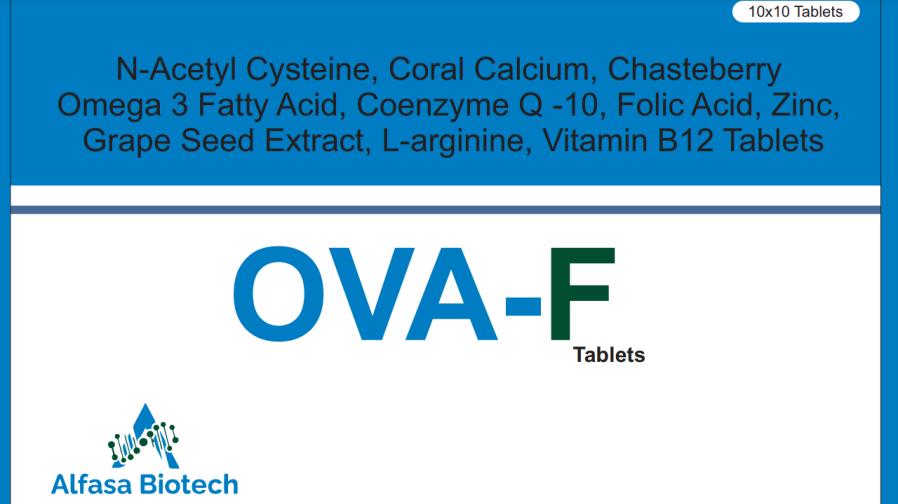 10x10 Tablets
N-Acetyl Cysteine, Coral Calcium, Chasteberry
Omega 3 Fatty Acid, Coenzyme Q -10, Folic Acid, Zinc,
Grape Seed Extract, L-arginine, Vitamin B12 Tablets
OVA-F
Tablets
Alfasa Biotech